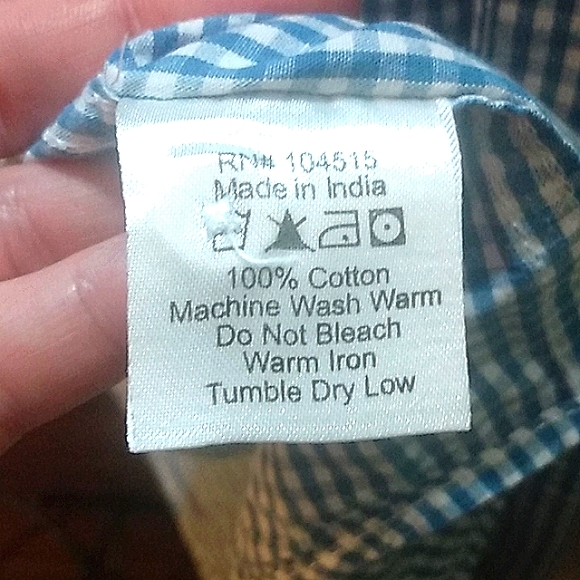 RN# 104515
Made in India
100% Cotton
Machine Wash Warm
Do Not Bleach
Warm Iron
Tumble Dry Low